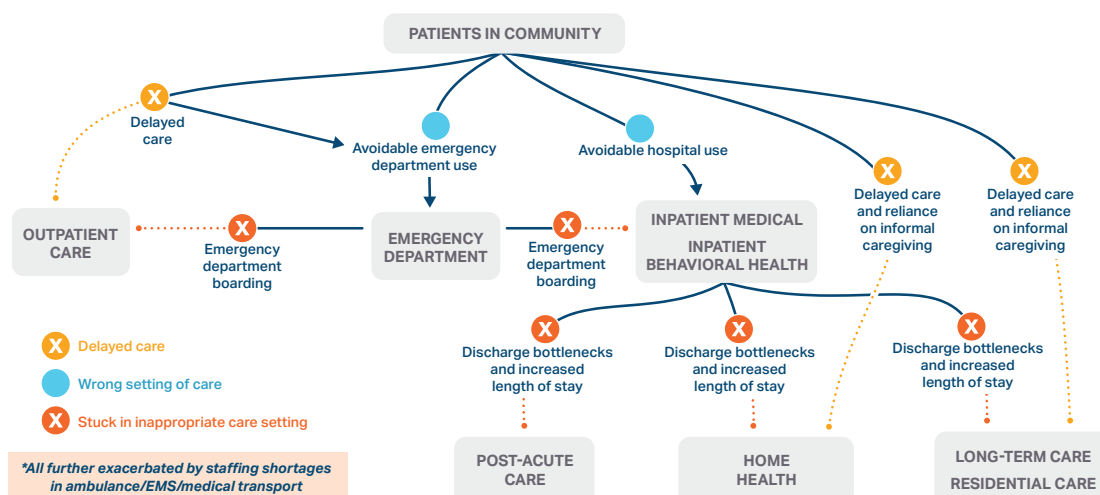 PATIENTS IN COMMUNITY
X
Delayed
care
Avoidable emergency
department use
Avoidable hospital use
X
Delayed care
and reliance
on informal
caregiving
X
Delayed care
and reliance
on informal
caregiving
OUTPATIENT
CARE
X
Emergency
department
boarding
EMERGENCY
DEPARTMENT
X
Emergency
department
boarding
INPATIENT MEDICAL
INPATIENT
BEHAVIORAL HEALTH
X
Discharge bottlenecks
and increased
length of stay
X
Discharge bottlenecks
and increased
length of stay
X
Discharge bottlenecks
and increased
length of stay
X Delayed care
Wrong setting of care
X Stuck in inappropriate care setting
*All further exacerbated by staffing shortages
in ambulance/EMS/medical transport
POST-ACUTE
CARE
HOME
HEALTH
LONG-TERM CARE
RESIDENTIAL CARE